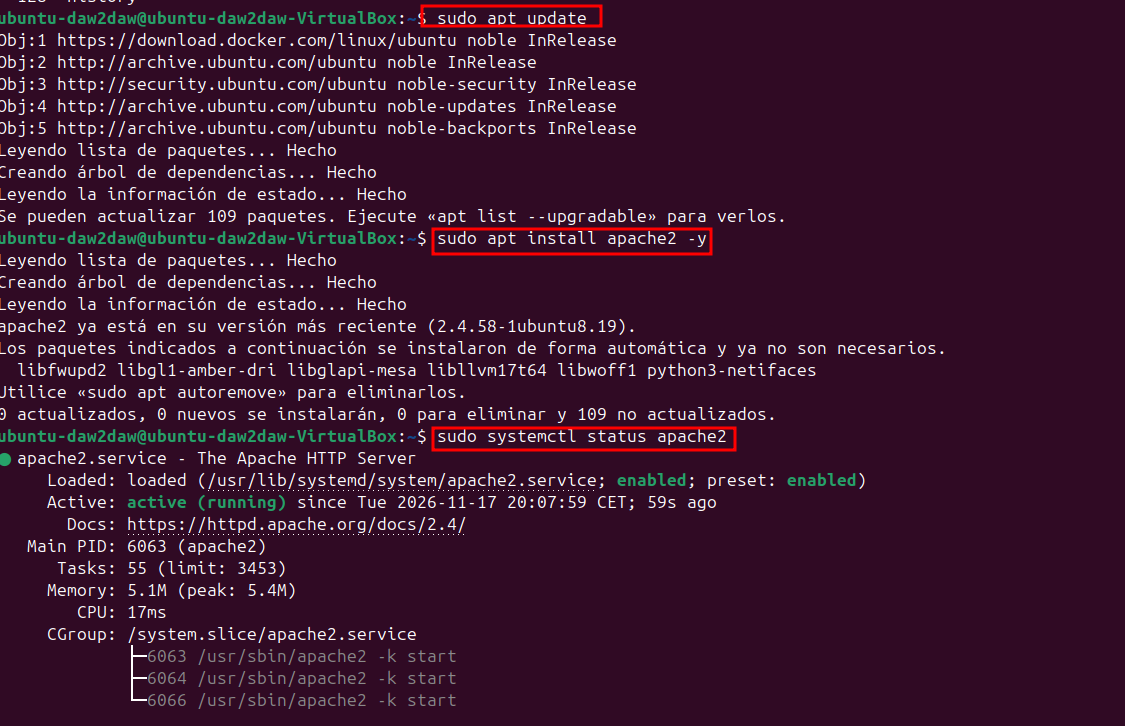 ubuntu-daw2daw@ubuntu-daw2daw-VirtualBox:~$ sudo apt update
Obj:1 https://download.docker.com/linux/ubuntu noble InRelease
Obj:2 http://archive.ubuntu.com/ubuntu noble InRelease
Obj:3 http://security.ubuntu.com/ubuntu noble-security InRelease
Obj:4 http://archive.ubuntu.com/ubuntu noble-updates InRelease
Obj:5 http://archive.ubuntu.com/ubuntu noble-backports InRelease
Leyendo lista de paquetes... Hecho
Creando árbol de dependencias... Hecho
Leyendo la información de estado... Hecho
Se pueden actualizar 109 paquetes. Ejecute «apt list --upgradable» para verlos.
ubuntu-daw2daw@ubuntu-daw2daw-VirtualBox:~$ sudo apt install apache2 -y
Leyendo lista de paquetes... Hecho
Creando árbol de dependencias... Hecho
Leyendo la información de estado... Hecho
apache2 ya está en su versión más reciente (2.4.58-1ubuntu8.19).
Los paquetes indicados a continuación se instalaron de forma automática y ya no son necesarios.
  libfwupd2 libgl1-amber-dri libglapi-mesa libllvm17t64 libwoff1 python3-netifaces
Utilice «sudo apt autoremove» para eliminarlos.
0 actualizados, 0 nuevos se instalarán, 0 para eliminar y 109 no actualizados.
ubuntu-daw2daw@ubuntu-daw2daw-VirtualBox:~$ sudo systemctl status apache2
● apache2.service - The Apache HTTP Server
     Loaded: loaded (/usr/lib/systemd/system/apache2.service; enabled; preset: enabled)
     Active: active (running) since Tue 2026-11-17 20:07:59 CET; 59s ago
       Docs: https://httpd.apache.org/docs/2.4/
   Main PID: 6063 (apache2)
      Tasks: 55 (limit: 3453)
     Memory: 5.1M (peak: 5.4M)
        CPU: 17ms
     CGroup: /system.slice/apache2.service
             ├─6063 /usr/sbin/apache2 -k start
             ├─6064 /usr/sbin/apache2 -k start
             └─6066 /usr/sbin/apache2 -k start